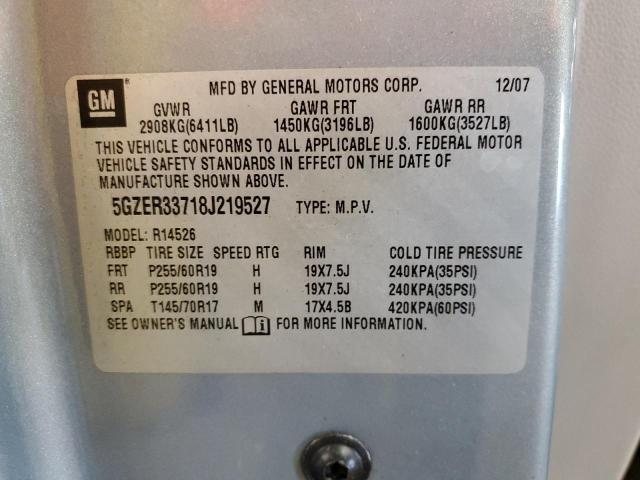 GM ® MFD BY GENERAL MOTORS CORP. 12/07
GVWR GAWR FRT GAWR RR
2908KG(6411LB) 1450KG(3196LB) 1600KG(3527LB)
THIS VEHICLE CONFORMS TO ALL APPLICABLE U.S. FEDERAL MOTOR
VEHICLE SAFETY STANDARDS IN EFFECT ON THE DATE OF
MANUFACTURE SHOWN ABOVE.
5GZER33718J219527 TYPE: M.P.V.
MODEL: R14526
RBBP TIRE SIZE SPEED RTG RIM COLD TIRE PRESSURE
FRT P255/60R19 H 19X7.5J 240KPA(35PSI)
RR P255/60R19 H 19X7.5J 240KPA(35PSI)
SPA T145/70R17 M 17X4.5B 420KPA(60PSI)
SEE OWNER'S MANUAL i FOR MORE INFORMATION.